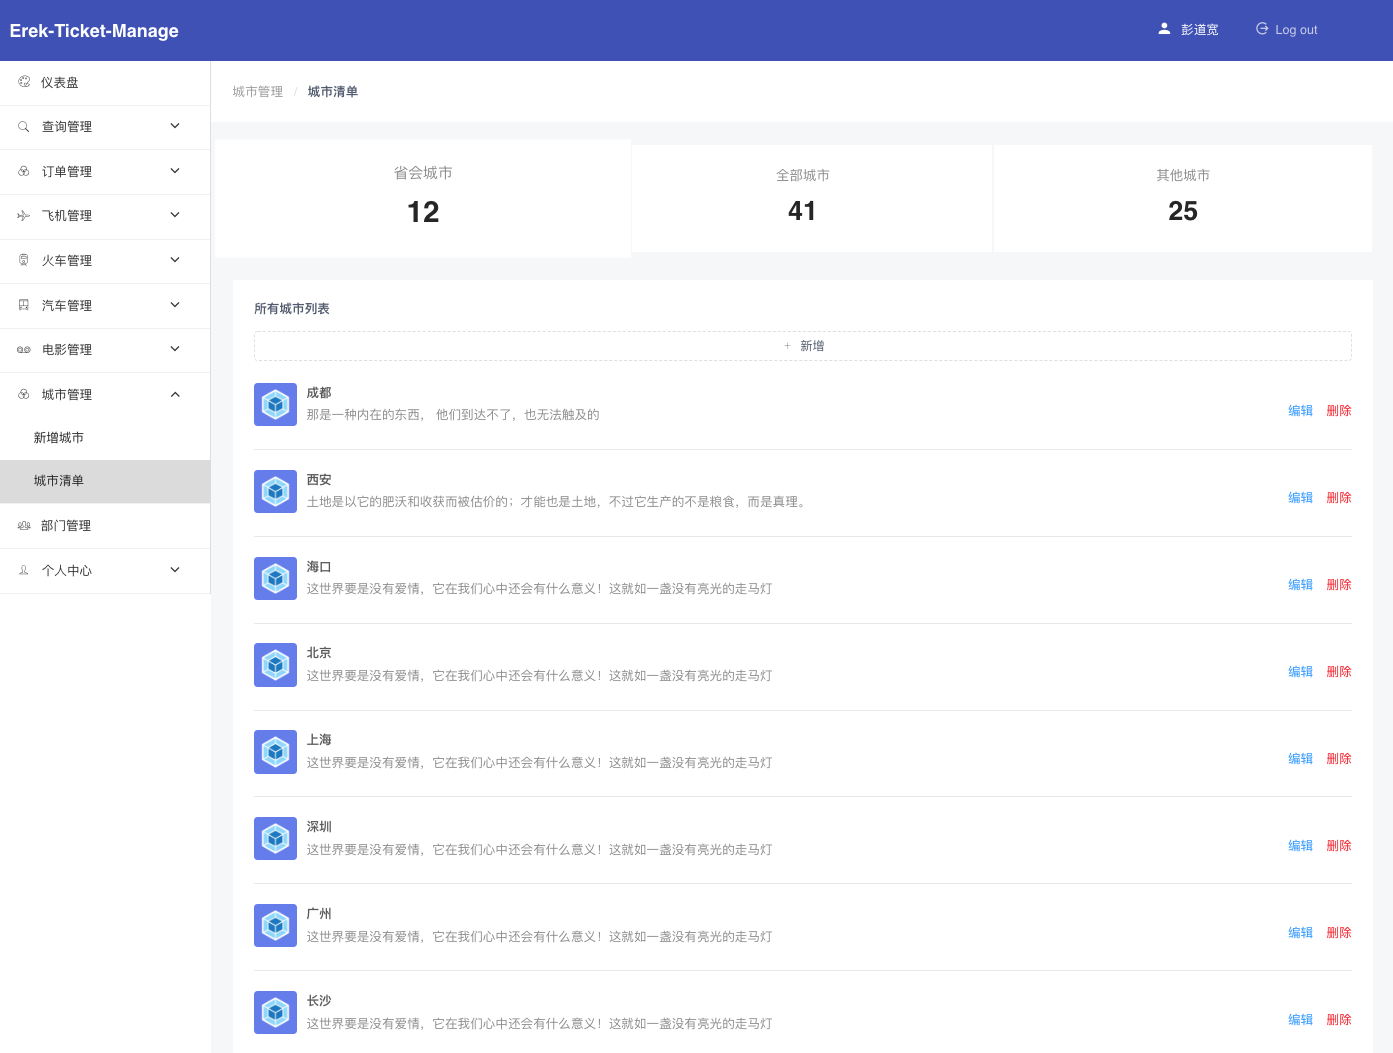 Erek-Ticket-Manage
彭道宽
Log out
仪表盘
查询管理
订单管理
飞机管理
火车管理
汽车管理
电影管理
城市管理
新增城市
城市清单
部门管理
个人中心
城市管理 / 城市清单
省会城市
12
全部城市
41
其他城市
25
所有城市列表
+ 新增
成都
那是一种内在的东西， 他们到达不了，也无法触及的
编辑 删除
西安
土地是以它的肥沃和收获而被估价的；才能也是土地，不过它生产的不是粮食，而是真理。
编辑 删除
海口
这世界要是没有爱情，它在我们心中还会有什么意义！这就如一盏没有亮光的走马灯
编辑 删除
北京
这世界要是没有爱情，它在我们心中还会有什么意义！这就如一盏没有亮光的走马灯
编辑 删除
上海
这世界要是没有爱情，它在我们心中还会有什么意义！这就如一盏没有亮光的走马灯
编辑 删除
深圳
这世界要是没有爱情，它在我们心中还会有什么意义！这就如一盏没有亮光的走马灯
编辑 删除
广州
这世界要是没有爱情，它在我们心中还会有什么意义！这就如一盏没有亮光的走马灯
编辑 删除
长沙
这世界要是没有爱情，它在我们心中还会有什么意义！这就如一盏没有亮光的走马灯
编辑 删除